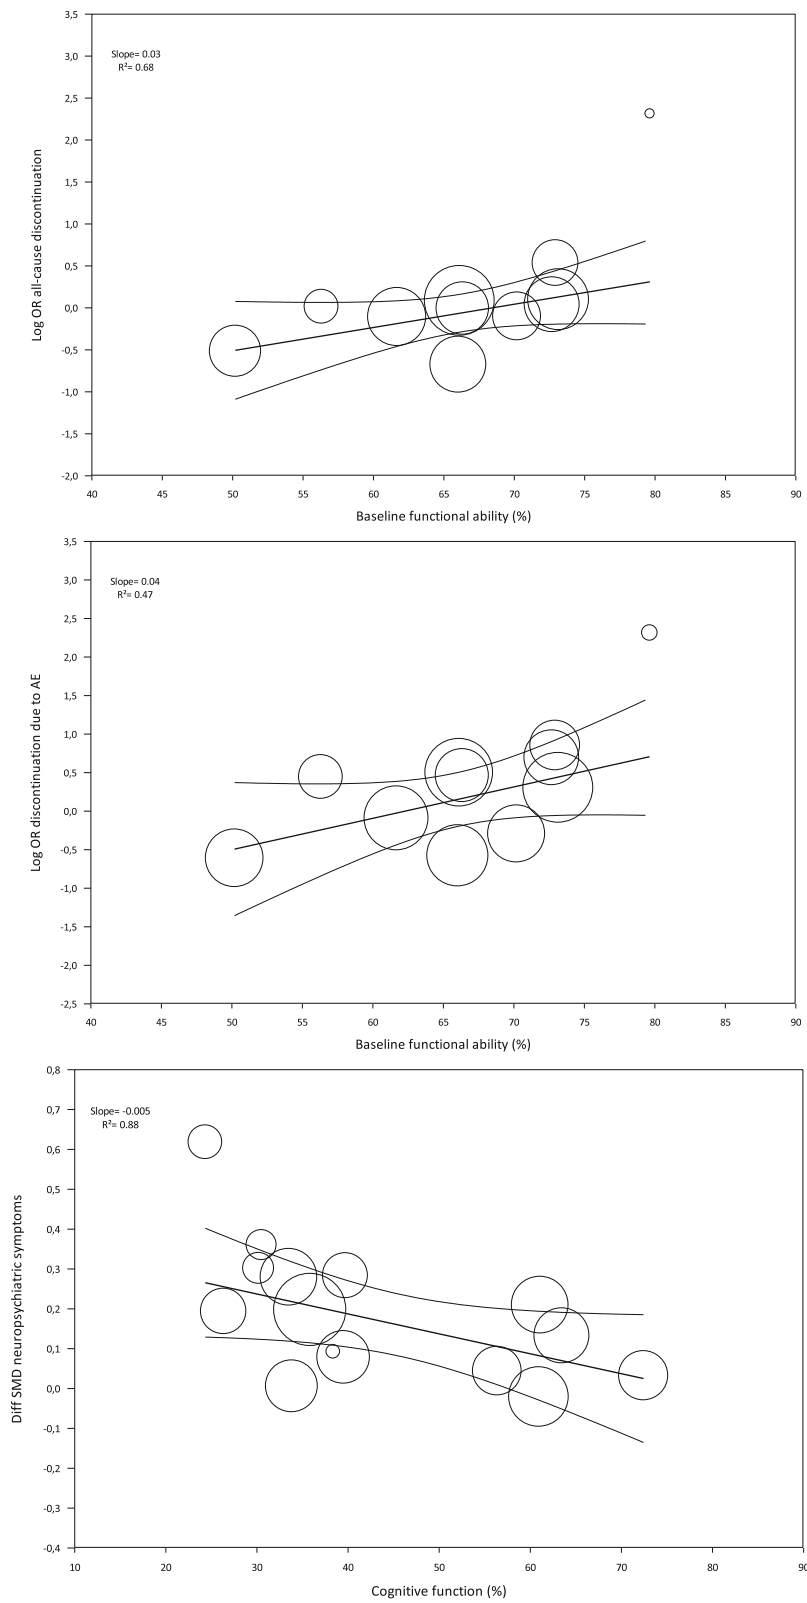 3,5
Slope= 0.03
3,0
R²= 0.68
2,5
2,0
1,5
1,0
0,5
0,0
-0,5
-1,0
-1,5
-2,0
Log OR all-cause discontinuation
40 45 50 55 60 65 70 75 80 85 90
Baseline functional ability (%)
3,5
Slope= 0.04
3,0
R²= 0.47
2,5
2,0
1,5
1,0
0,5
0,0
-0,5
-1,0
-1,5
-2,0
-2,5
Log OR discontinuation due to AE
40 45 50 55 60 65 70 75 80 85 90
Baseline functional ability (%)
0,8
0,7
Slope= -0.005
R²= 0.88
0,6
0,5
0,4
0,3
0,2
0,1
0,0
-0,1
-0,2
-0,3
-0,4
Diff SMD neuropsychiatric symptoms
10 20 30 40 50 60 70 80 90
Cognitive function (%)